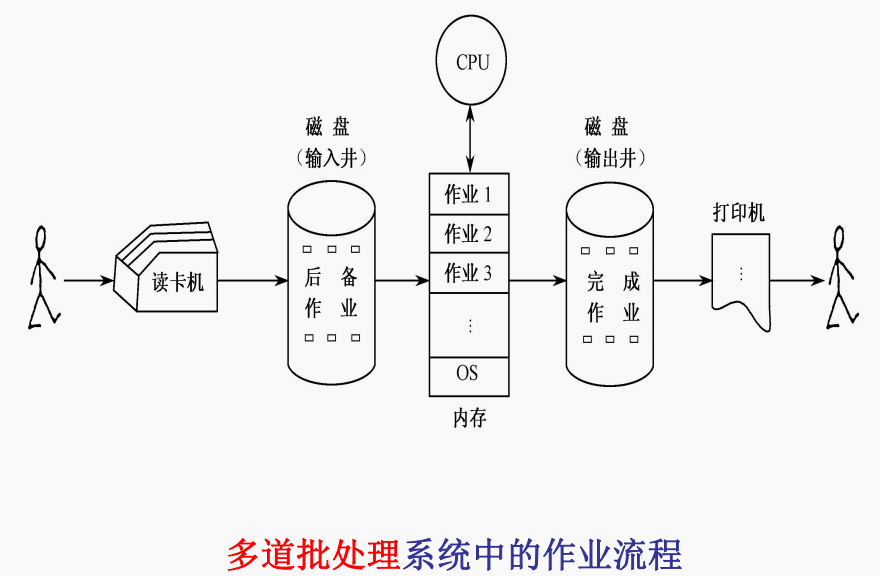 CPU
磁 盘
（输入井）
磁 盘
（输出井）
作业 1
作业 2
作业 3
⋮
OS
内存
读卡机
后 备
作 业
完 成
作 业
打印机
⋮
多道批处理系统中的作业流程